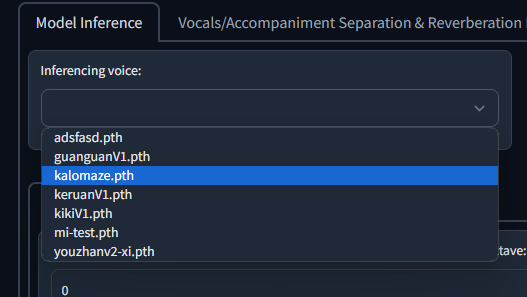 Model Inference
Vocals/Accompaniment Separation & Reverberation
Inferencing voice:
adsfasd.pth
guanguanV1.pth
kalomaze.pth
keruanV1.pth
kikiV1.pth
mi-test.pth
youzhanv2-xi.pth
tave:
0